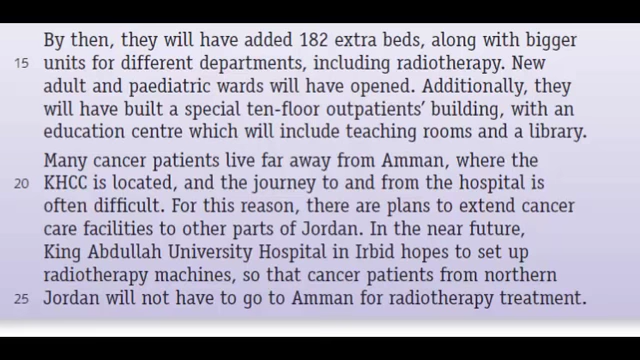 By then, they will have added 182 extra beds, along with bigger
15 units for different departments, including radiotherapy. New
adult and paediatric wards will have opened. Additionally, they
will have built a special ten-floor outpatients' building, with an
education centre which will include teaching rooms and a library.
Many cancer patients live far away from Amman, where the
20 KHCC is located, and the journey to and from the hospital is
often difficult. For this reason, there are plans to extend cancer
care facilities to other parts of Jordan. In the near future,
King Abdullah University Hospital in Irbid hopes to set up
radiotherapy machines, so that cancer patients from northern
25 Jordan will not have to go to Amman for radiotherapy treatment.